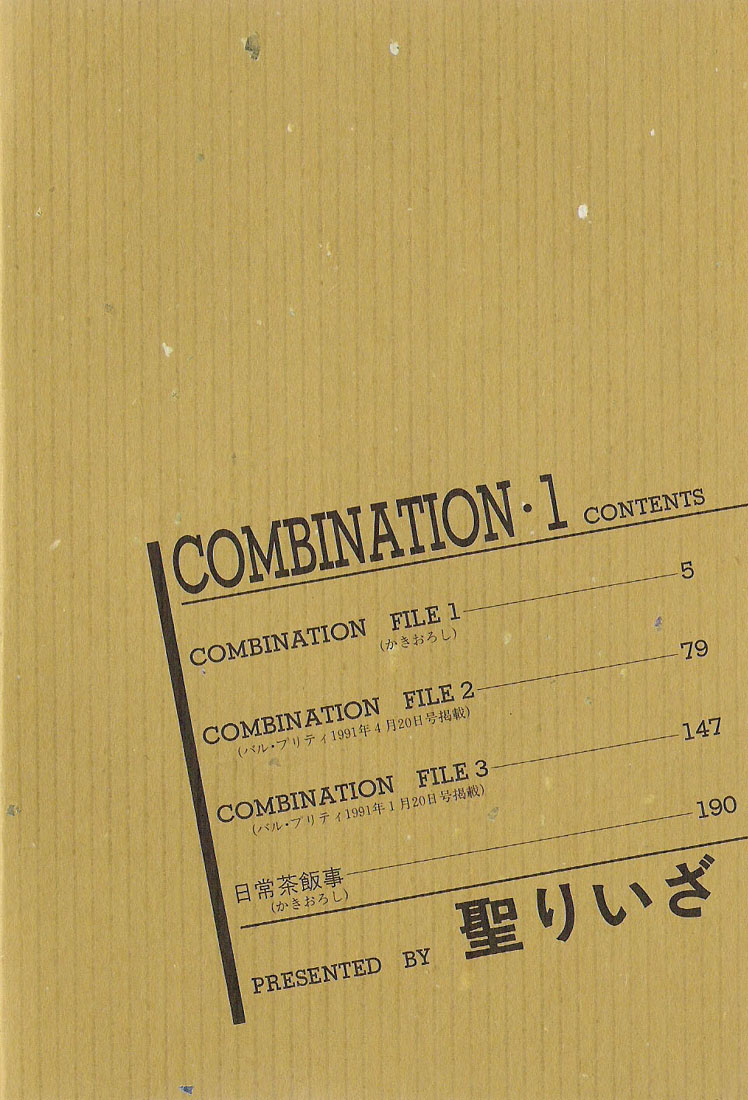 COMBINATION・1 CONTENTS
COMBINATION FILE 1 5
(かきおろし)
COMBINATION FILE 2 79
(パル・プリティ1991年4月20日号掲載)
COMBINATION FILE 3 147
(パル・プリティ1991年1月20日号掲載)
日常茶飯事 190
(かきおろし)
PRESENTED BY 聖りいざ